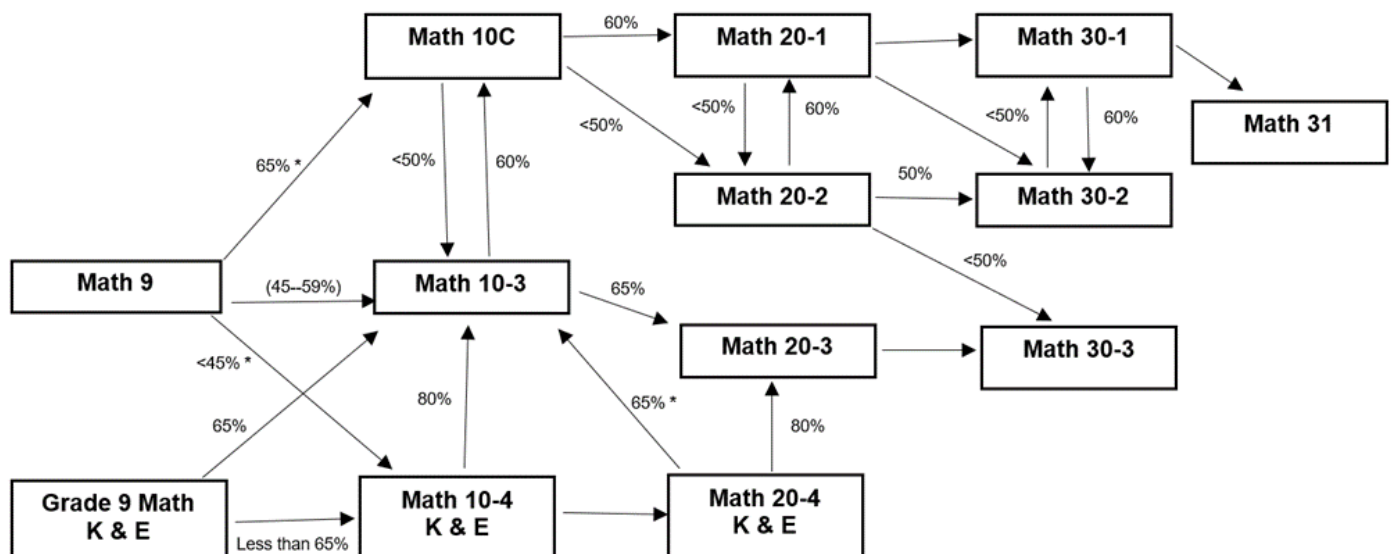 Math 10C
60%
Math 20-1
Math 30-1
<50%
<50%
60%
<50%
60%
Math 31
65% *
<50%
60%
Math 20-2
50%
Math 30-2
<50%
Math 9
(45--59%)
Math 10-3
65%
Math 20-3
Math 30-3
<45% *
65%
80%
65% *
80%
Grade 9 Math
K & E
Less than 65%
Math 10-4
K & E
Math 20-4
K & E